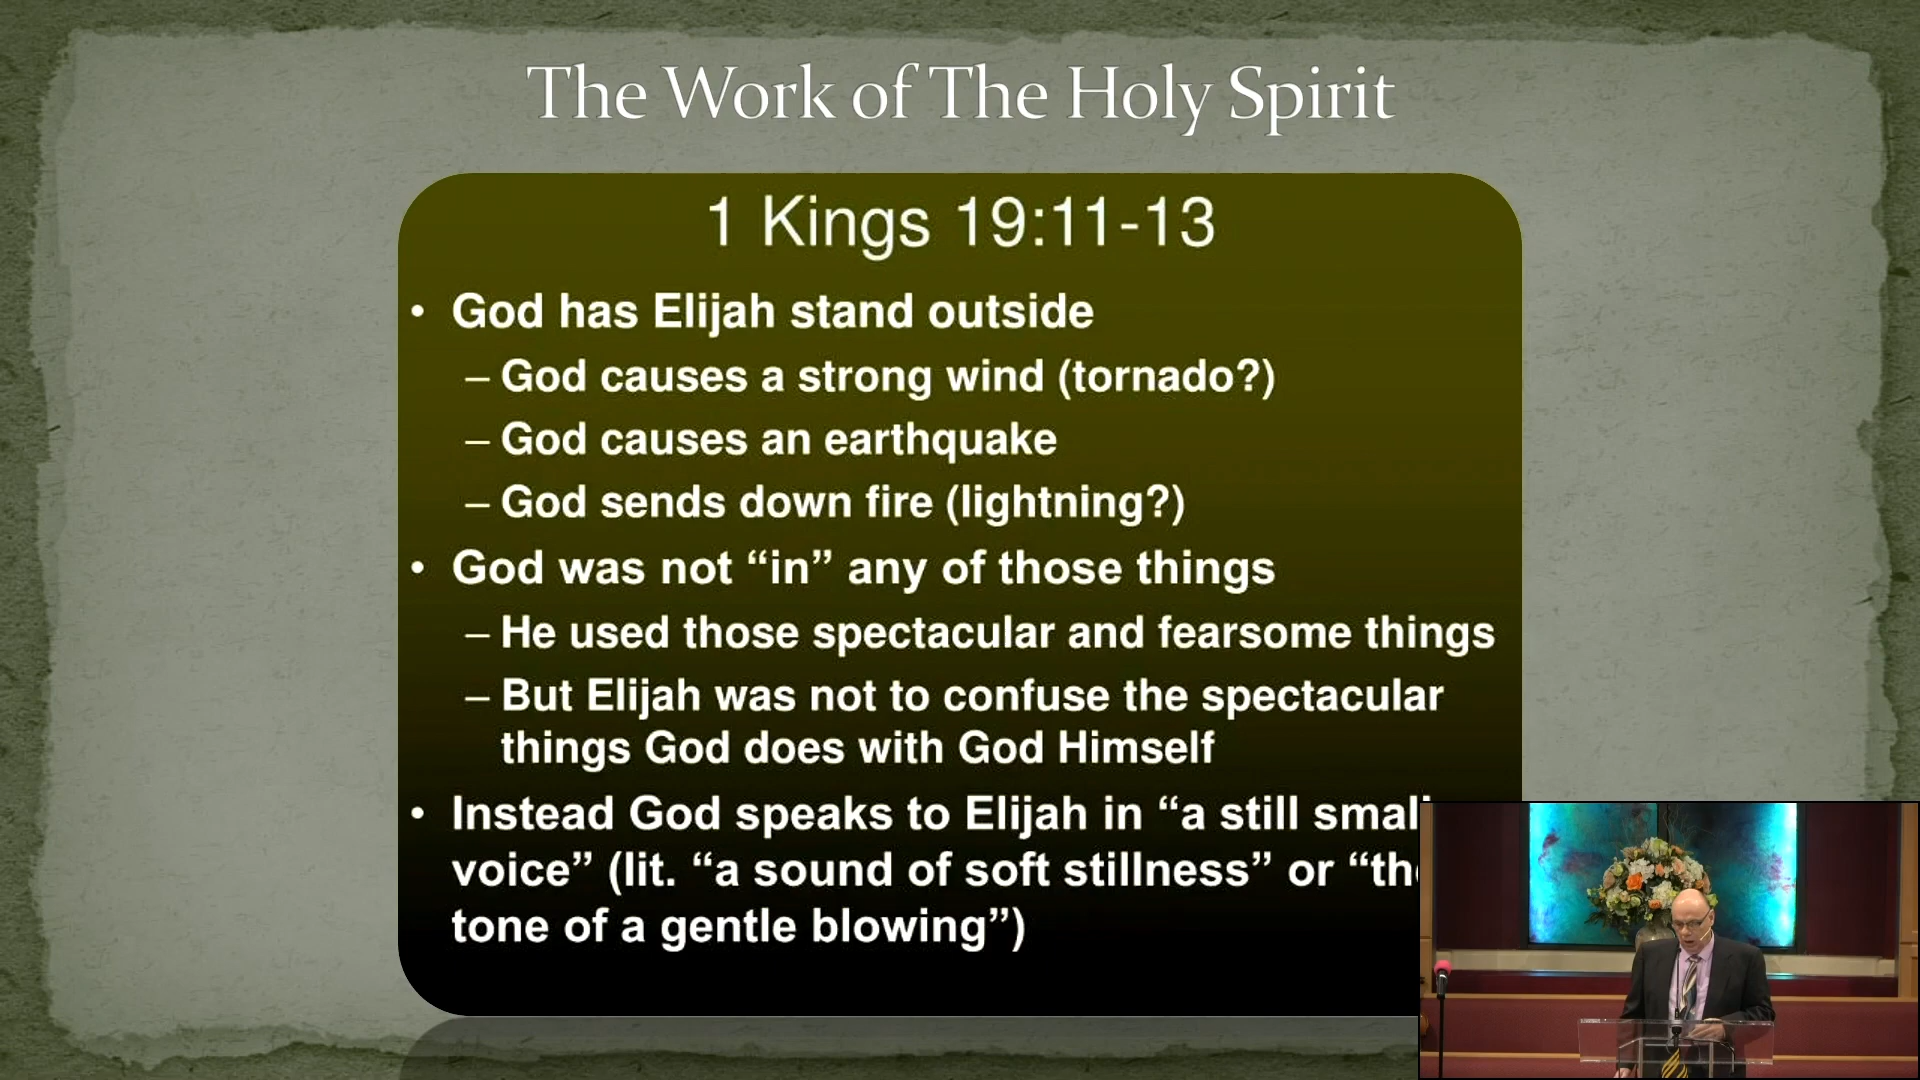 The Work of The Holy Spirit
1 Kings 19:11-13
• God has Elijah stand outside
– God causes a strong wind (tornado?)
– God causes an earthquake
– God sends down fire (lightning?)
• God was not “in” any of those things
– He used those spectacular and fearsome things
– But Elijah was not to confuse the spectacular
things God does with God Himself
• Instead God speaks to Elijah in “a still small
voice” (lit. “a sound of soft stillness” or “the
tone of a gentle blowing”)